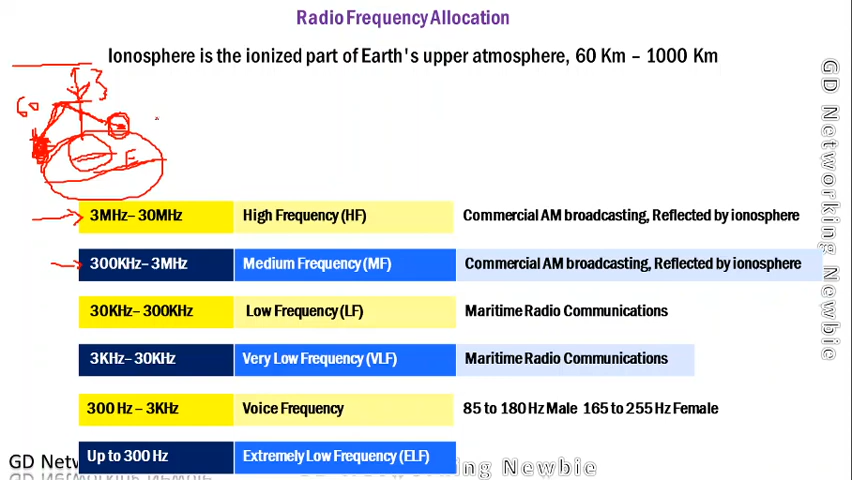 Radio Frequency Allocation
Ionosphere is the ionized part of Earth's upper atmosphere, 60 Km – 1000 Km
60
E
3MHz– 30MHz High Frequency (HF) Commercial AM broadcasting, Reflected by ionosphere
300KHz– 3MHz Medium Frequency (MF) Commercial AM broadcasting, Reflected by ionosphere
30KHz– 300KHz Low Frequency (LF) Maritime Radio Communications
3KHz– 30KHz Very Low Frequency (VLF) Maritime Radio Communications
300 Hz – 3KHz Voice Frequency 85 to 180 Hz Male 165 to 255 Hz Female
Up to 300 Hz Extremely Low Frequency (ELF)
GD Networking Newbie
GD Netw
working Newbie